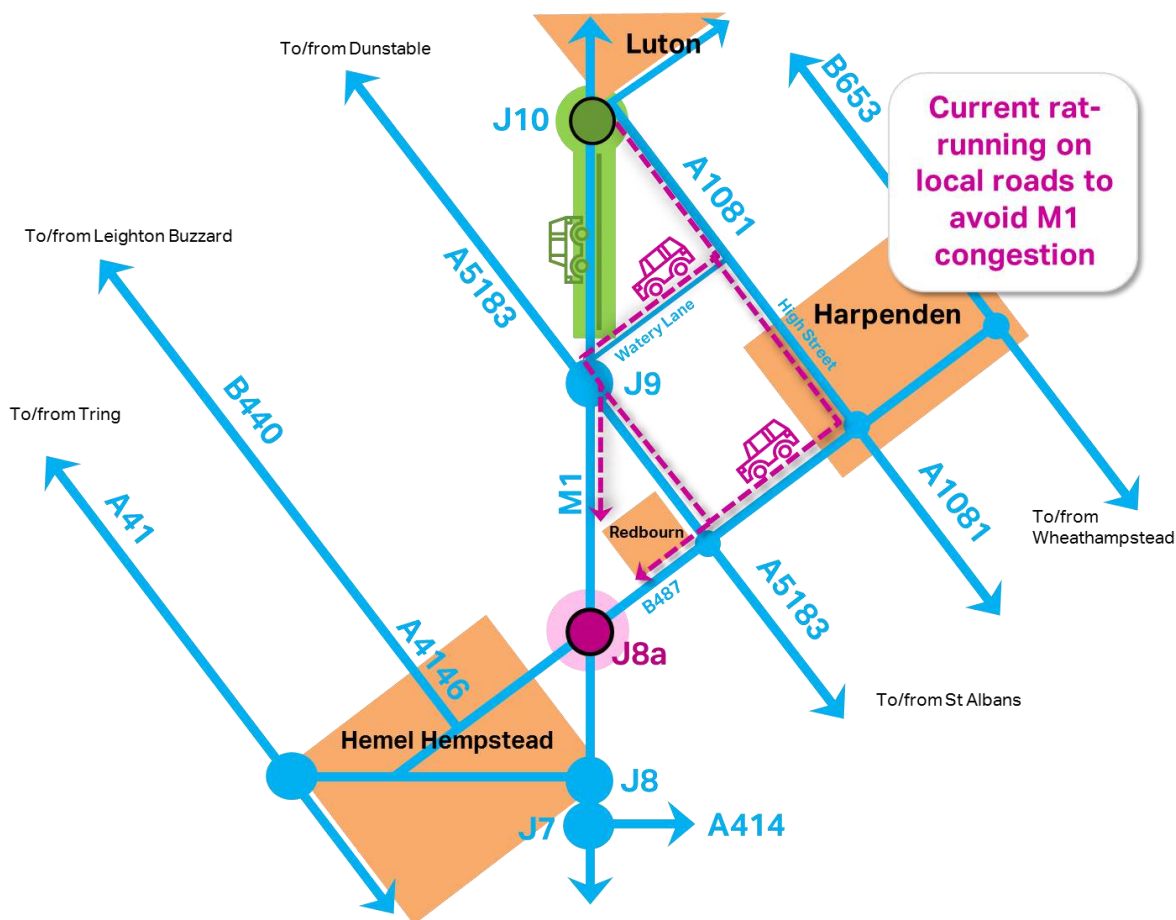 Luton
To/from Dunstable
B653
Current rat-
running on
local roads to
avoid M1
congestion
J10
A1081
To/from Leighton Buzzard
A5183
High Street
Harpenden
Watery Lane
J9
B440
To/from Tring
A41
M1
A1081
To/from
Wheathampstead
Redbourn
B487
A5183
A4146
J8a
To/from St Albans
Hemel Hempstead
J8
J7
A414